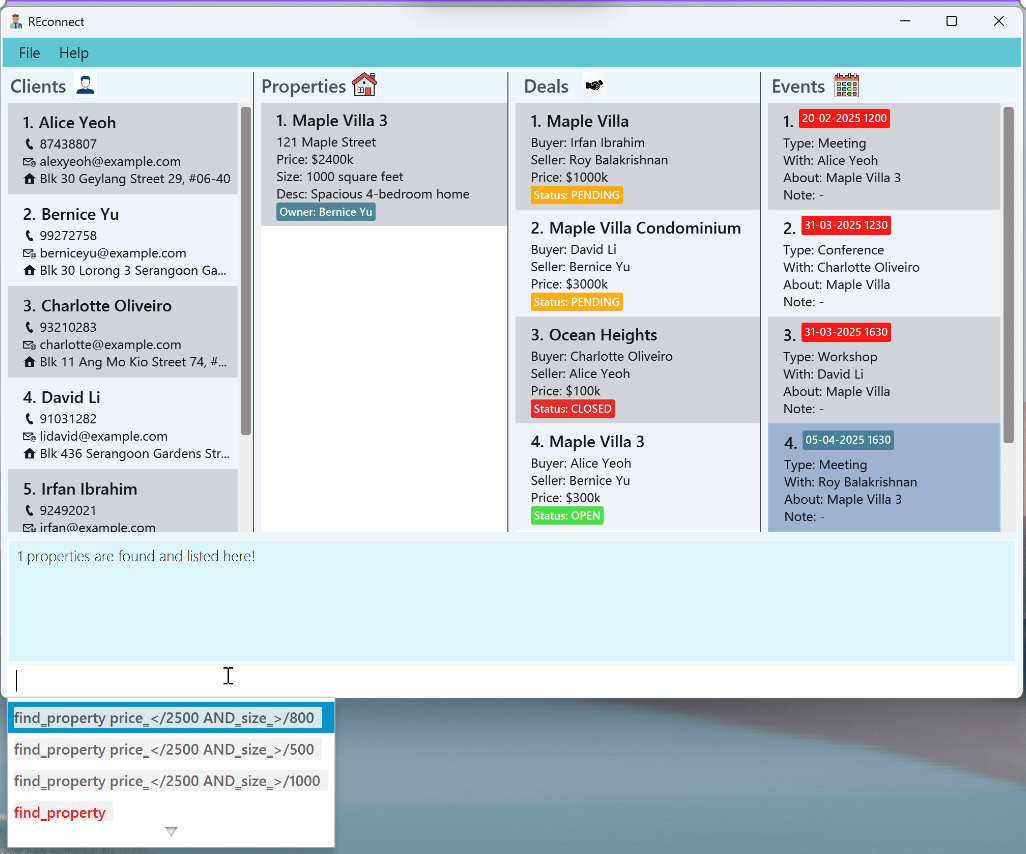 REconnect
File Help
Clients
1. Alice Yeoh
87438807
alexyeoh@example.com
Blk 30 Geylang Street 29, #06-40
2. Bernice Yu
99272758
berniceyu@example.com
Blk 30 Lorong 3 Serangoon Ga...
3. Charlotte Oliveiro
93210283
charlotte@example.com
Blk 11 Ang Mo Kio Street 74, #...
4. David Li
91031282
lidavid@example.com
Blk 436 Serangoon Gardens Str...
5. Irfan Ibrahim
92492021
irfan@example.com
Properties
1. Maple Villa 3
121 Maple Street
Price: $2400k
Size: 1000 square feet
Desc: Spacious 4-bedroom home
Owner: Bernice Yu
Deals
1. Maple Villa
Buyer: Irfan Ibrahim
Seller: Roy Balakrishnan
Price: $1000k
Status: PENDING
2. Maple Villa Condominium
Buyer: David Li
Seller: Bernice Yu
Price: $3000k
Status: PENDING
3. Ocean Heights
Buyer: Charlotte Oliveiro
Seller: Alice Yeoh
Price: $100k
Status: CLOSED
4. Maple Villa 3
Buyer: Alice Yeoh
Seller: Bernice Yu
Price: $300k
Status: OPEN
Events
1. 20-02-2025 1200
Type: Meeting
With: Alice Yeoh
About: Maple Villa 3
Note: -
2. 31-03-2025 1230
Type: Conference
With: Charlotte Oliveiro
About: Maple Villa
Note: -
3. 31-03-2025 1630
Type: Workshop
With: David Li
About: Maple Villa
Note: -
4. 05-04-2025 1630
Type: Meeting
With: Roy Balakrishnan
About: Maple Villa 3
Note: -
1 properties are found and listed here!
find_property price_</2500 AND_size_>/800
find_property price_</2500 AND_size_>/500
find_property price_</2500 AND_size_>/1000
find_property